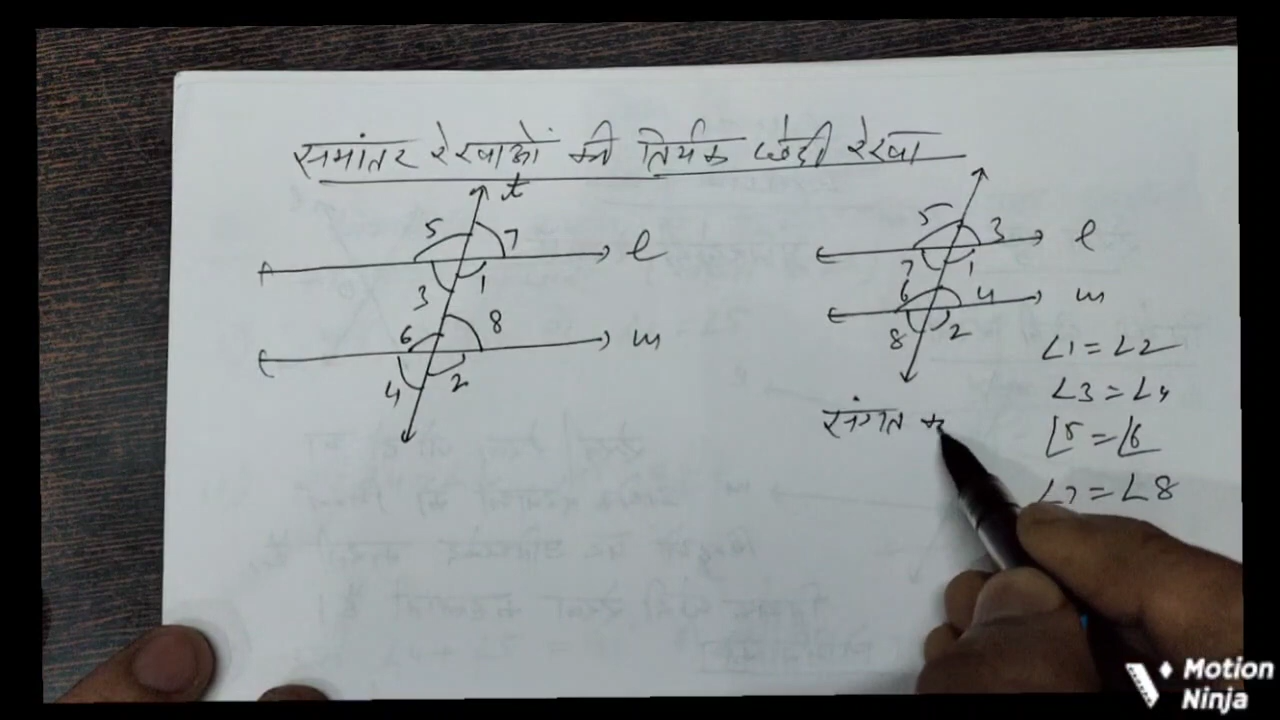 समांतर रेखाओं की तिर्यक छेदी रेखा
t
5 7
l
3 1
6 8
m
4 2
5 3
l
7 1
6 4
m
8 2
∠1 = ∠2
∠3 = ∠4
∠5 = ∠6
∠7 = ∠8
संगत क
Motion
Ninja